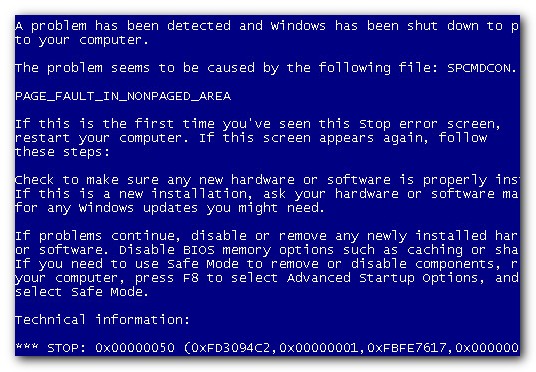 A problem has been detected and Windows has been shut down to p
to your computer.
The problem seems to be caused by the following file: SPCMDCON.
PAGE_FAULT_IN_NONPAGED_AREA
If this is the first time you've seen this Stop error screen,
restart your computer. If this screen appears again, follow
these steps:
Check to make sure any new hardware or software is properly inst
If this is a new installation, ask your hardware or software ma
for any Windows updates you might need.
If problems continue, disable or remove any newly installed har
or software. Disable BIOS memory options such as caching or sha
If you need to use Safe Mode to remove or disable components, r
your computer, press F8 to select Advanced Startup Options, and
select Safe Mode.
Technical information:
*** STOP: 0x00000050 (0xFD3094C2,0x00000001,0xFBFE7617,0x000000